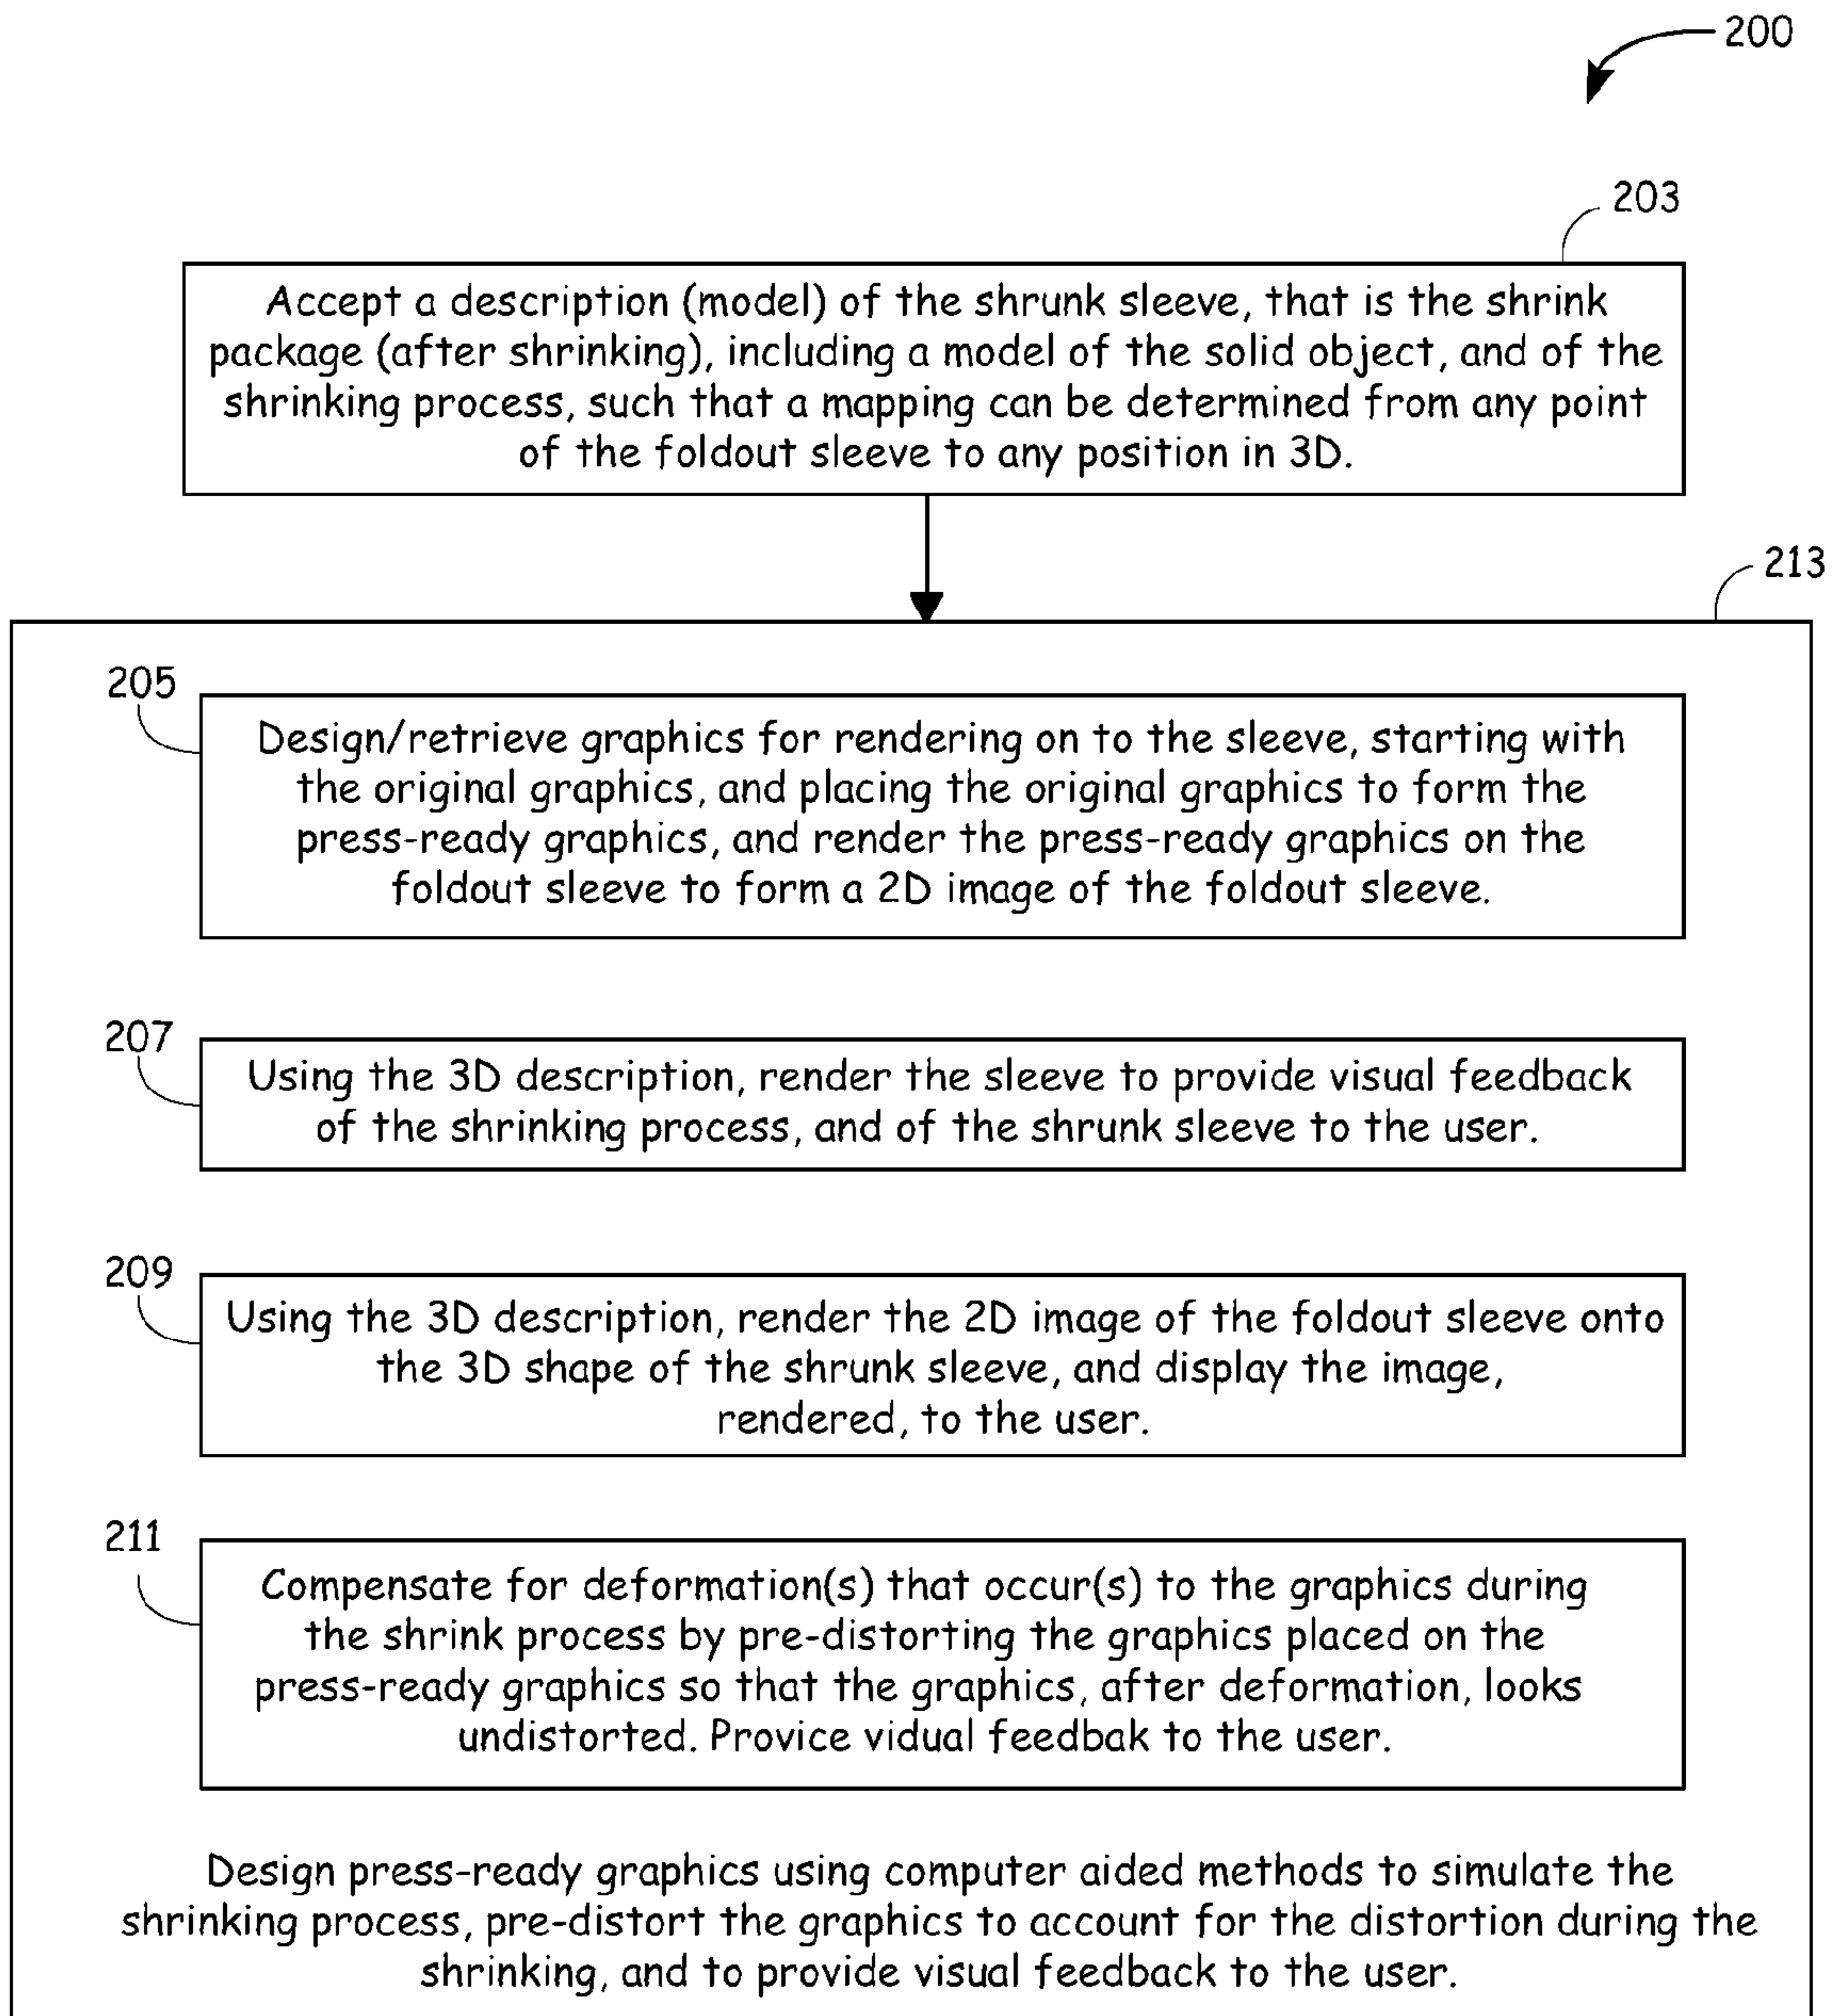 200
203
Accept a description (model) of the shrunk sleeve, that is the shrink
package (after shrinking), including a model of the solid object, and of the
shrinking process, such that a mapping can be determined from any point
of the foldout sleeve to any position in 3D.
213
205
Design/retrieve graphics for rendering on to the sleeve, starting with
the original graphics, and placing the original graphics to form the
press-ready graphics, and render the press-ready graphics on the
foldout sleeve to form a 2D image of the foldout sleeve.
207
Using the 3D description, render the sleeve to provide visual feedback
of the shrinking process, and of the shrunk sleeve to the user.
209
Using the 3D description, render the 2D image of the foldout sleeve onto
the 3D shape of the shrunk sleeve, and display the image,
rendered, to the user.
211
Compensate for deformation(s) that occur(s) to the graphics during
the shrink process by pre-distorting the graphics placed on the
press-ready graphics so that the graphics, after deformation, looks
undistorted. Provice vidual feedbak to the user.
Design press-ready graphics using computer aided methods to simulate the
shrinking process, pre-distort the graphics to account for the distortion during the
shrinking, and to provide visual feedback to the user.